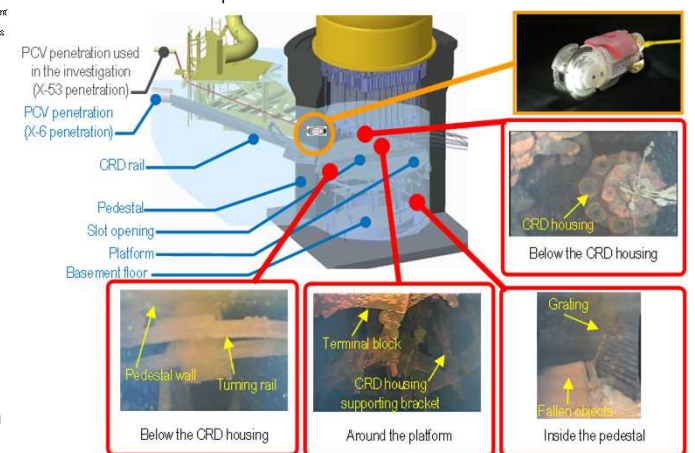 PCV penetration used
in the investigation
(X-53 penetration)
PCV penetration
(X-6 penetration)
CRD rail
Pedestal
Slot opening
Platform
Basement floor
CRD housing
Below the CRD housing
Pedestal wall
Turning rail
Below the CRD housing
Terminal block
CRD housing
supporting bracket
Around the platform
Grating
Fallen objects
Inside the pedestal